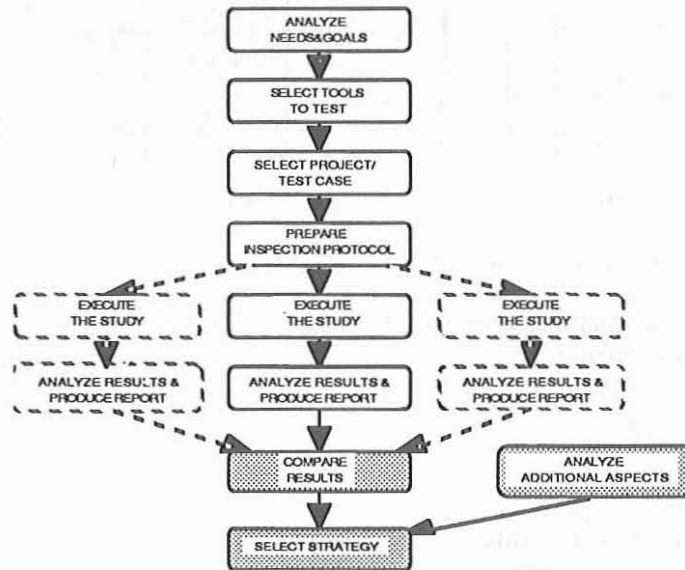 ANALYZE
NEEDS&GOALS
SELECT TOOLS
TO TEST
SELECT PROJECT/
TEST CASE
PREPARE
INSPECTION PROTOCOL
EXECUTE
THE STUDY
EXECUTE
THE STUDY
EXECUTE
THE STUDY
ANALYZE RESULTS &
PRODUCE REPORT
ANALYZE RESULTS &
PRODUCE REPORT
ANALYZE RESULTS &
PRODUCE REPORT
COMPARE
RESULTS
ANALYZE
ADDITIONAL ASPECTS
SELECT STRATEGY